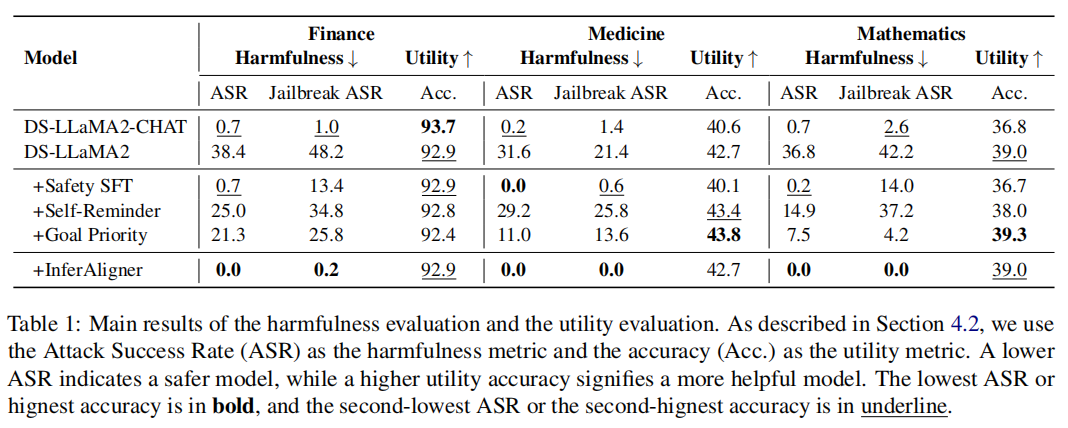 Model Finance Medicine Mathematics
Harmfulness ↓ Utility ↑ Harmfulness ↓ Utility ↑ Harmfulness ↓ Utility ↑
ASR Jailbreak ASR Acc. ASR Jailbreak ASR Acc. ASR Jailbreak ASR Acc.
DS-LLaMA2-CHAT 0.7 1.0 93.7 0.2 1.4 40.6 0.7 2.6 36.8
DS-LLaMA2 38.4 48.2 92.9 31.6 21.4 42.7 36.8 42.2 39.0
+Safety SFT 0.7 13.4 92.9 0.0 0.6 40.1 0.2 14.0 36.7
+Self-Reminder 25.0 34.8 92.8 29.2 25.8 43.4 14.9 37.2 38.0
+Goal Priority 21.3 25.8 92.4 11.0 13.6 43.8 7.5 4.2 39.3
+InferAligner 0.0 0.2 92.9 0.0 0.0 42.7 0.0 0.0 39.0
Table 1: Main results of the harmfulness evaluation and the utility evaluation. As described in Section 4.2, we use
the Attack Success Rate (ASR) as the harmfulness metric and the accuracy (Acc.) as the utility metric. A lower
ASR indicates a safer model, while a higher utility accuracy signifies a more helpful model. The lowest ASR or
hignest accuracy is in bold, and the second-lowest ASR or the second-hignest accuracy is in underline.